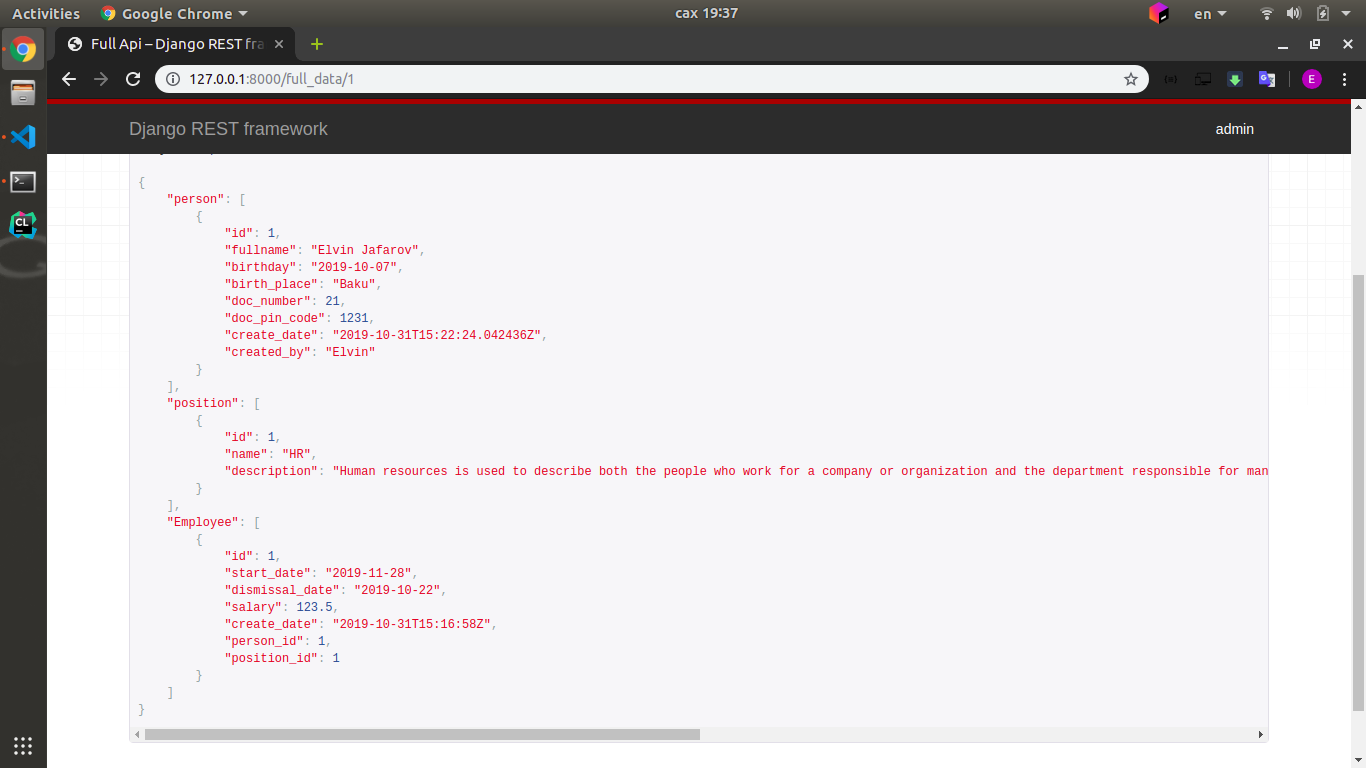 Activities Google Chrome сах 19:37 en
Full Api – Django REST fra
127.0.0.1:8000/full_data/1 E
Django REST framework admin
{
"person": [
{
"id": 1,
"fullname": "Elvin Jafarov",
"birthday": "2019-10-07",
"birth_place": "Baku",
"doc_number": 21,
"doc_pin_code": 1231,
"create_date": "2019-10-31T15:22:24.042436Z",
"created_by": "Elvin"
}
],
"position": [
{
"id": 1,
"name": "HR",
"description": "Human resources is used to describe both the people who work for a company or organization and the department responsible for man
}
],
"Employee": [
{
"id": 1,
"start_date": "2019-11-28",
"dismissal_date": "2019-10-22",
"salary": 123.5,
"create_date": "2019-10-31T15:16:58Z",
"person_id": 1,
"position_id": 1
}
]
}
CL